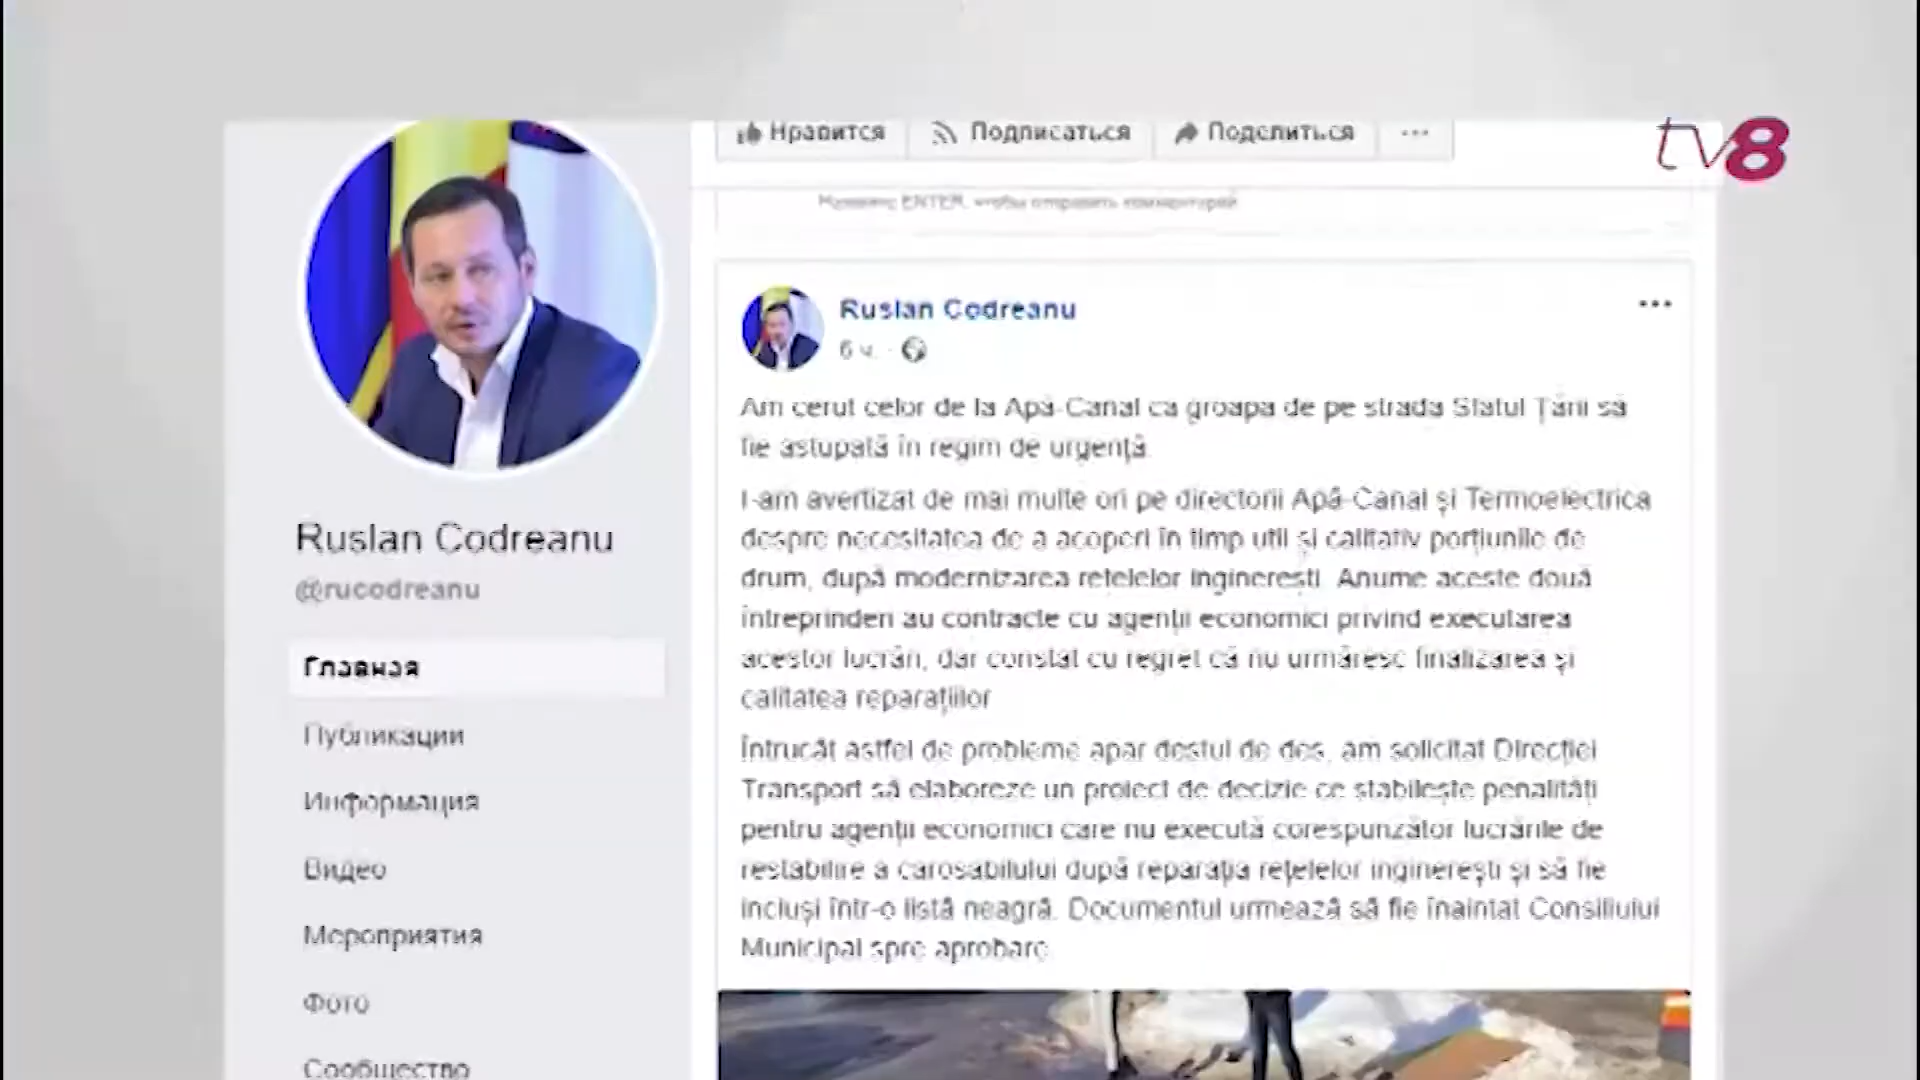 tv8
Нравится
Подписаться
Поделиться
Нажмите ENTER, чтобы отправить комментарий
Ruslan Codreanu
@rucodreanu
Главная
Публикации
Информация
Видео
Мероприятия
Фото
Сообщество
Ruslan Codreanu
6 ч.
Am cerut celor de la Apă-Canal ca groapa de pe strada Sfatul Țării să
fie astupată în regim de urgență.
I-am avertizat de mai multe ori pe directorii Apă-Canal și Termoelectrica
despre necesitatea de a acoperi în timp util și calitativ porțiunile de
drum, după modernizarea rețelelor inginerești. Anume aceste două
întreprinderi au contracte cu agenții economici privind executarea
acestor lucrări, dar constat cu regret că nu urmăresc finalizarea și
calitatea reparațiilor
Întrucât astfel de probleme apar destul de des, am solicitat Direcției
Transport să elaboreze un proiect de decizie ce stabilește penalități
pentru agenții economici care nu execută corespunzător lucrările de
restabilire a carosabilului după reparația rețelelor inginerești și să fie
incluși într-o listă neagră. Documentul urmează să fie înaintat Consiliului
Municipal spre aprobare